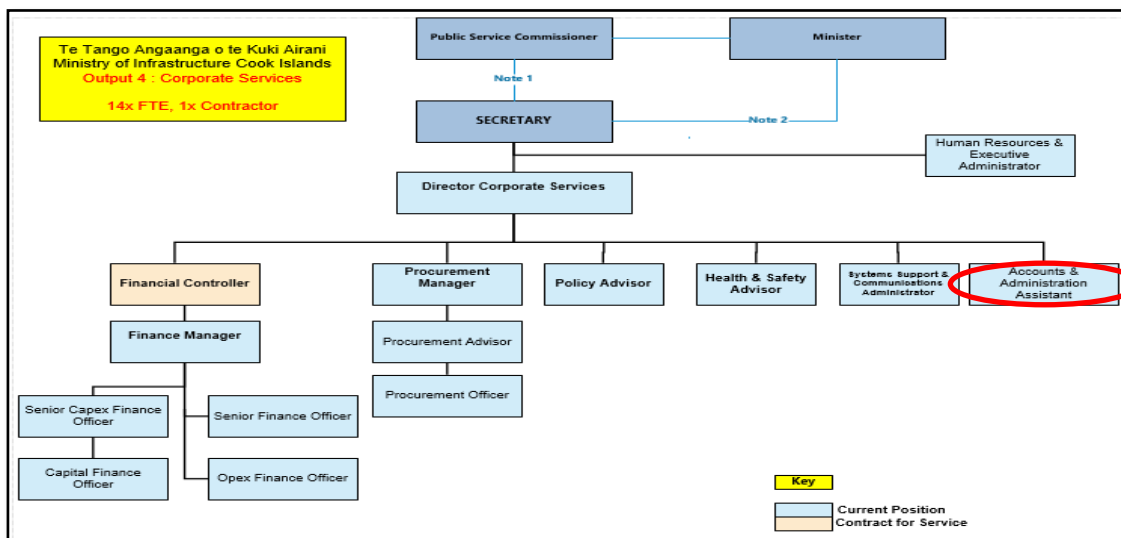 Te Tango Angaanga o te Kuki Airani
Ministry of Infrastructure Cook Islands
Output 4 : Corporate Services
14x FTE, 1x Contractor
Public Service Commissioner
Minister
Note 1
SECRETARY
Note 2
Human Resources &
Executive
Administrator
Director Corporate Services
Financial Controller
Procurement
Manager
Policy Advisor
Health & Safety
Advisor
Systems Support &
Communications
Administrator
Accounts &
Administration
Assistant
Finance Manager
Procurement Advisor
Procurement Officer
Senior Capex Finance
Officer
Senior Finance Officer
Capital Finance
Officer
Opex Finance Officer
Key
Current Position
Contract for Service